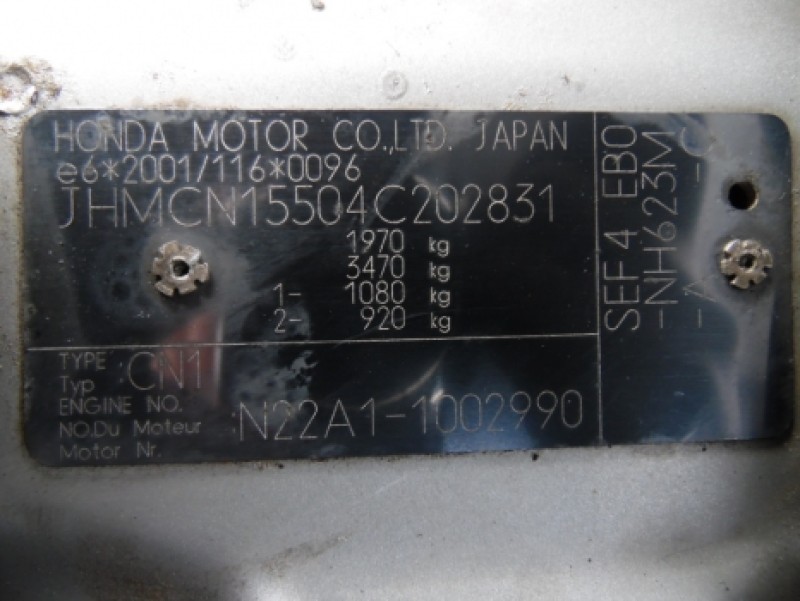 HONDA MOTOR CO.,LTD. JAPAN
e6*2001/116*0096
JHMCN15504C202831
1970 kg
3470 kg
1- 1080 kg
2- 920 kg
TYPE
Typ :CN1
ENGINE NO.
NO.Du Moteur :N22A1-1002990
Motor Nr.
SEF4 EB0
-NH623M